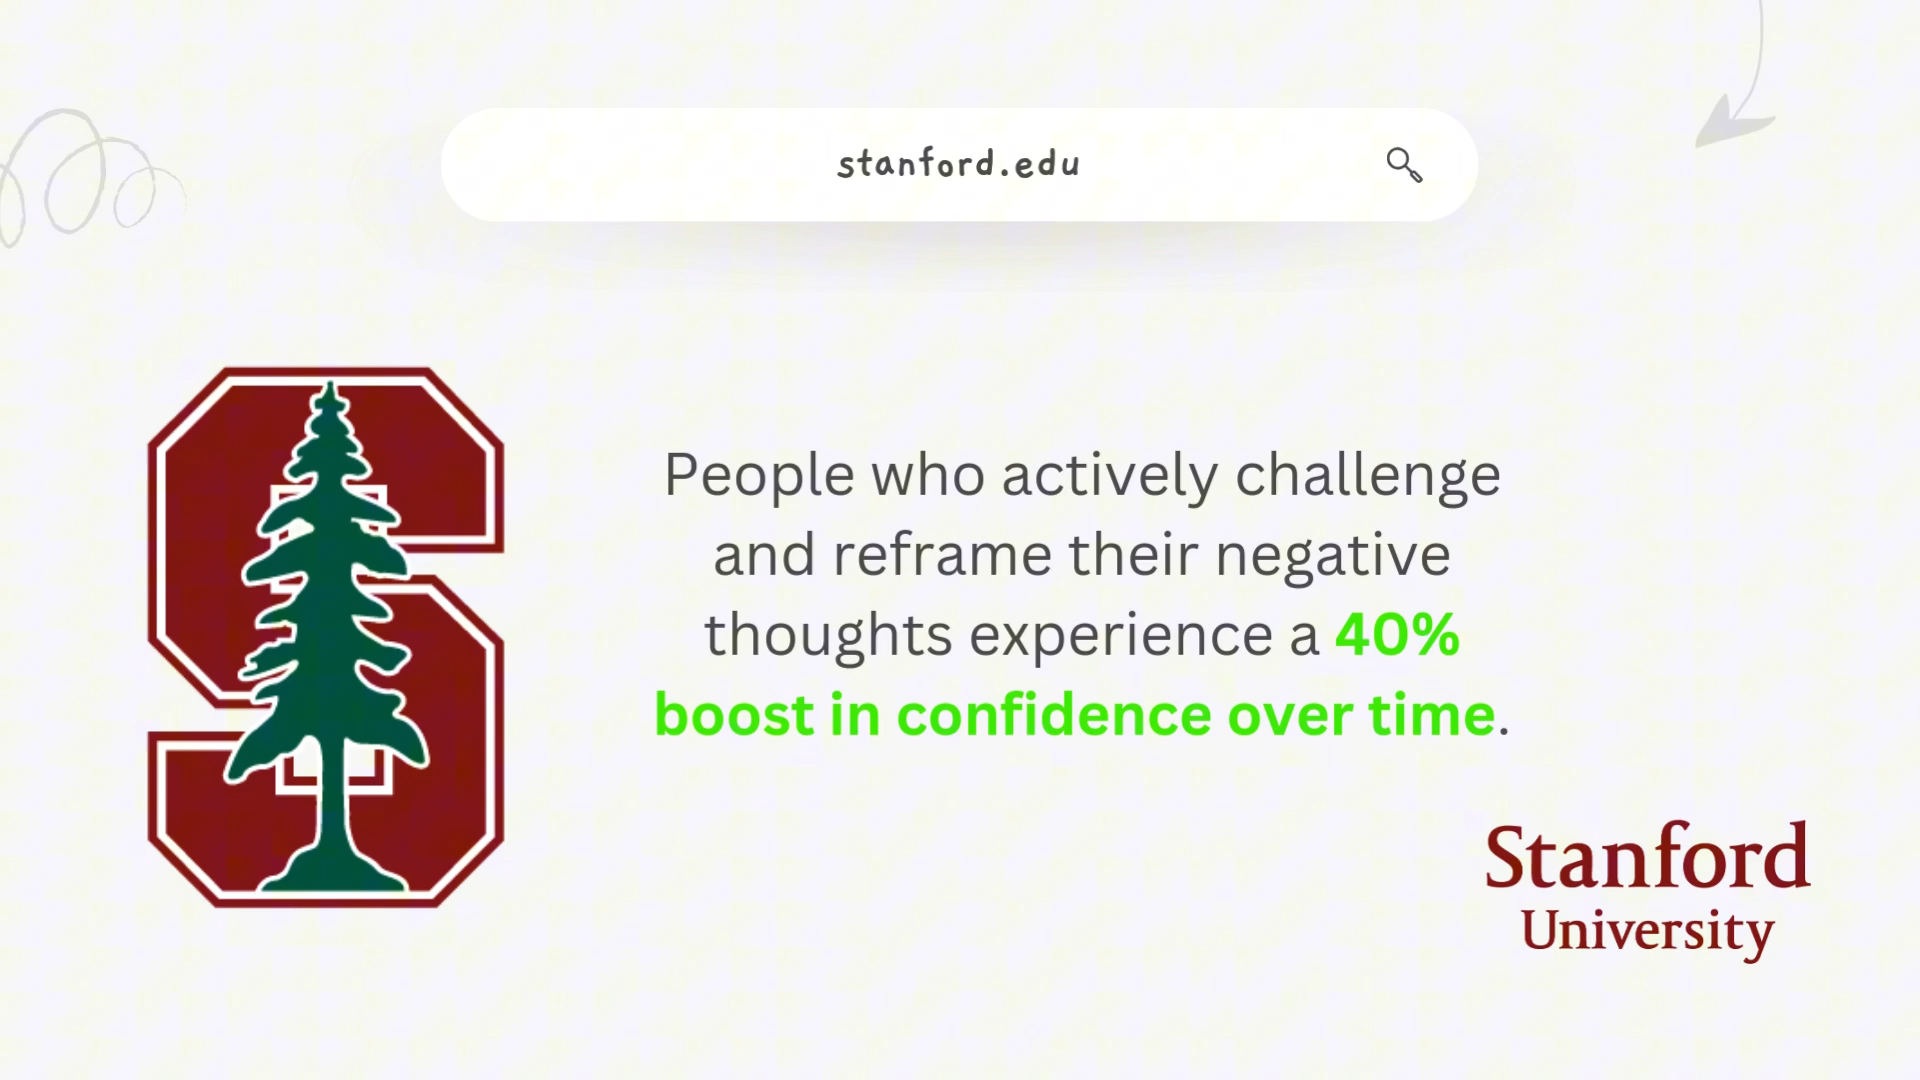 stanford.edu
People who actively challenge
and reframe their negative
thoughts experience a 40%
boost in confidence over time.
Stanford
University